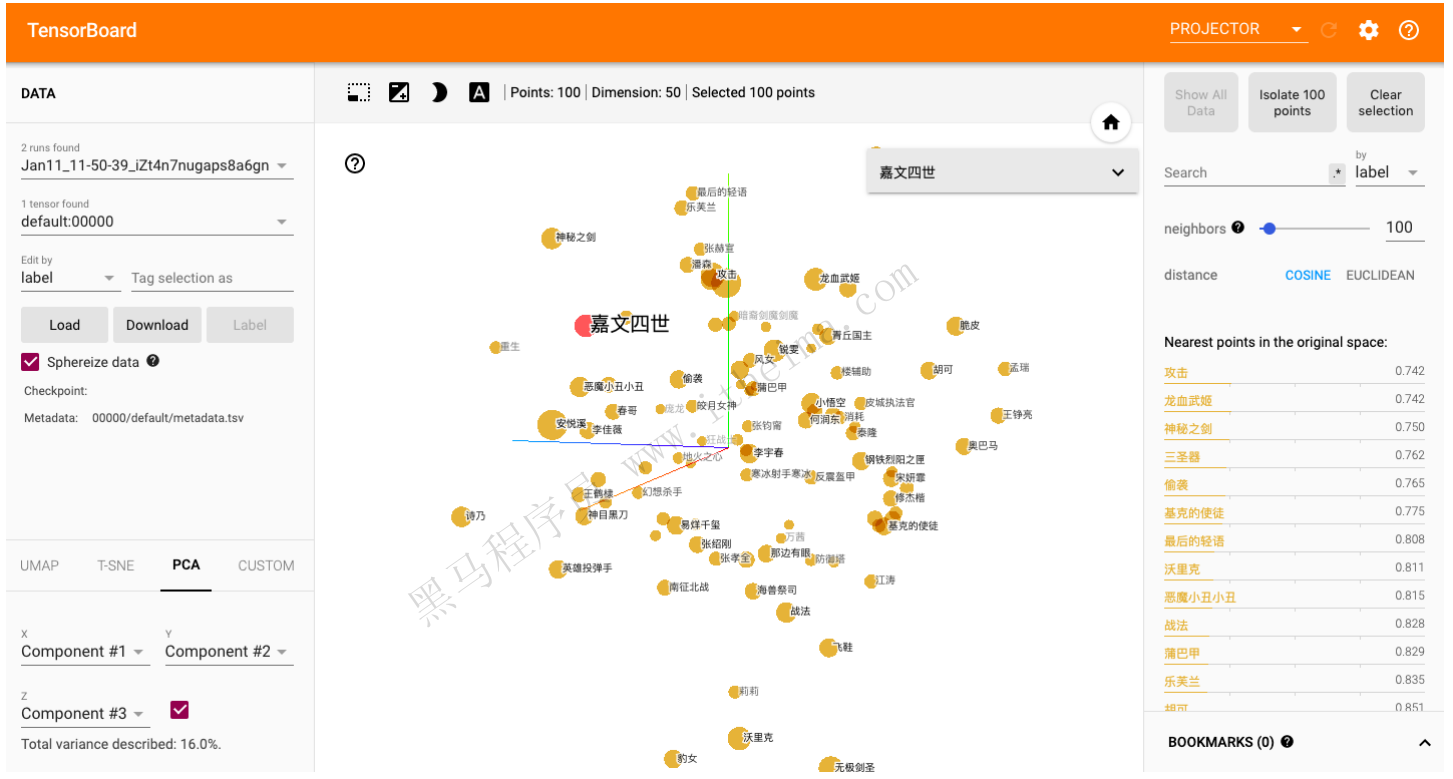 TensorBoard
PROJECTOR
DATA
2 runs found
Jan11_11-50-39_iZt4n7nugaps8a6gn
1 tensor found
default:00000
Edit by
label
Tag selection as
Load
Download
Label
Sphereize data
Checkpoint:
Metadata: 00000/default/metadata.tsv
UMAP
T-SNE
PCA
CUSTOM
X
Component #1
Y
Component #2
Z
Component #3
Total variance described: 16.0%.
A
Points: 100
Dimension: 50
Selected 100 points
嘉文四世
最后的轻语
乐芙兰
神秘之剑
张赫宣
潘森
攻击
龙血武姬
嘉文四世
暗裔剑魔剑魔
青丘国主
脆皮
重生
锐雯
风女
楼辅助
胡可
孟瑞
偷袭
恶魔小丑小丑
蒲巴甲
庞龙
皎月女神
春哥
小悟空
皮城执法官
王铮亮
安悦溪
李佳薇
张钧甯
何润东
消耗
泰隆
狂战士
李宇春
奥巴马
地火之心
钢铁烈阳之匣
寒冰射手寒冰
反震盔甲
宋妍霏
王鹤棣
幻想杀手
修杰楷
诗乃
神目黑刀
易烊千玺
基克的使徒
万茜
张绍刚
那边有眼
张孝全
防御塔
英雄投弹手
江涛
南征北战
海兽祭司
战法
飞鞋
莉莉
沃里克
豹女
无极剑圣
黑马程序员 www.itheima.com
Show All Data
Isolate 100 points
Clear selection
Search
.*
by
label
neighbors
100
distance
COSINE
EUCLIDEAN
Nearest points in the original space:
攻击 0.742
龙血武姬 0.742
神秘之剑 0.750
三圣器 0.762
偷袭 0.765
基克的使徒 0.775
最后的轻语 0.808
沃里克 0.811
恶魔小丑小丑 0.815
战法 0.828
蒲巴甲 0.829
乐芙兰 0.835
胡可 0.851
BOOKMARKS (0)